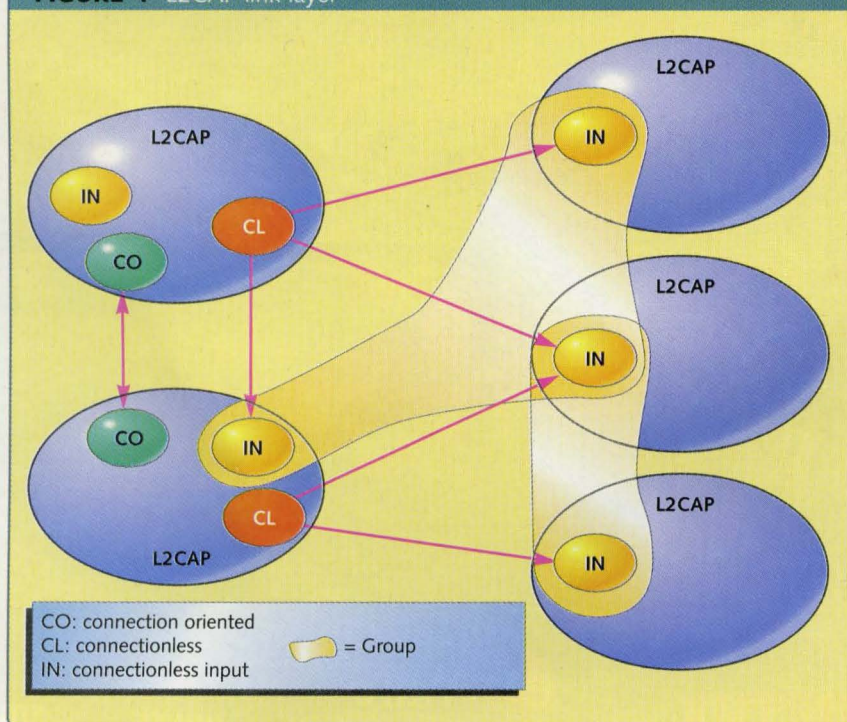 L2CAP
IN
L2CAP
IN
CL
CO
L2CAP
IN
CO
IN
CL
L2CAP
L2CAP
IN
CO: connection oriented
CL: connectionless
IN: connectionless input
= Group